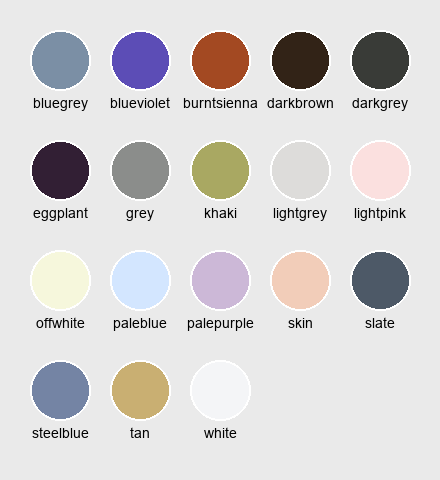 bluegrey blueviolet burntsienna darkbrown darkgrey
eggplant grey khaki lightgrey lightpink
offwhite paleblue palepurple skin slate
steelblue tan white